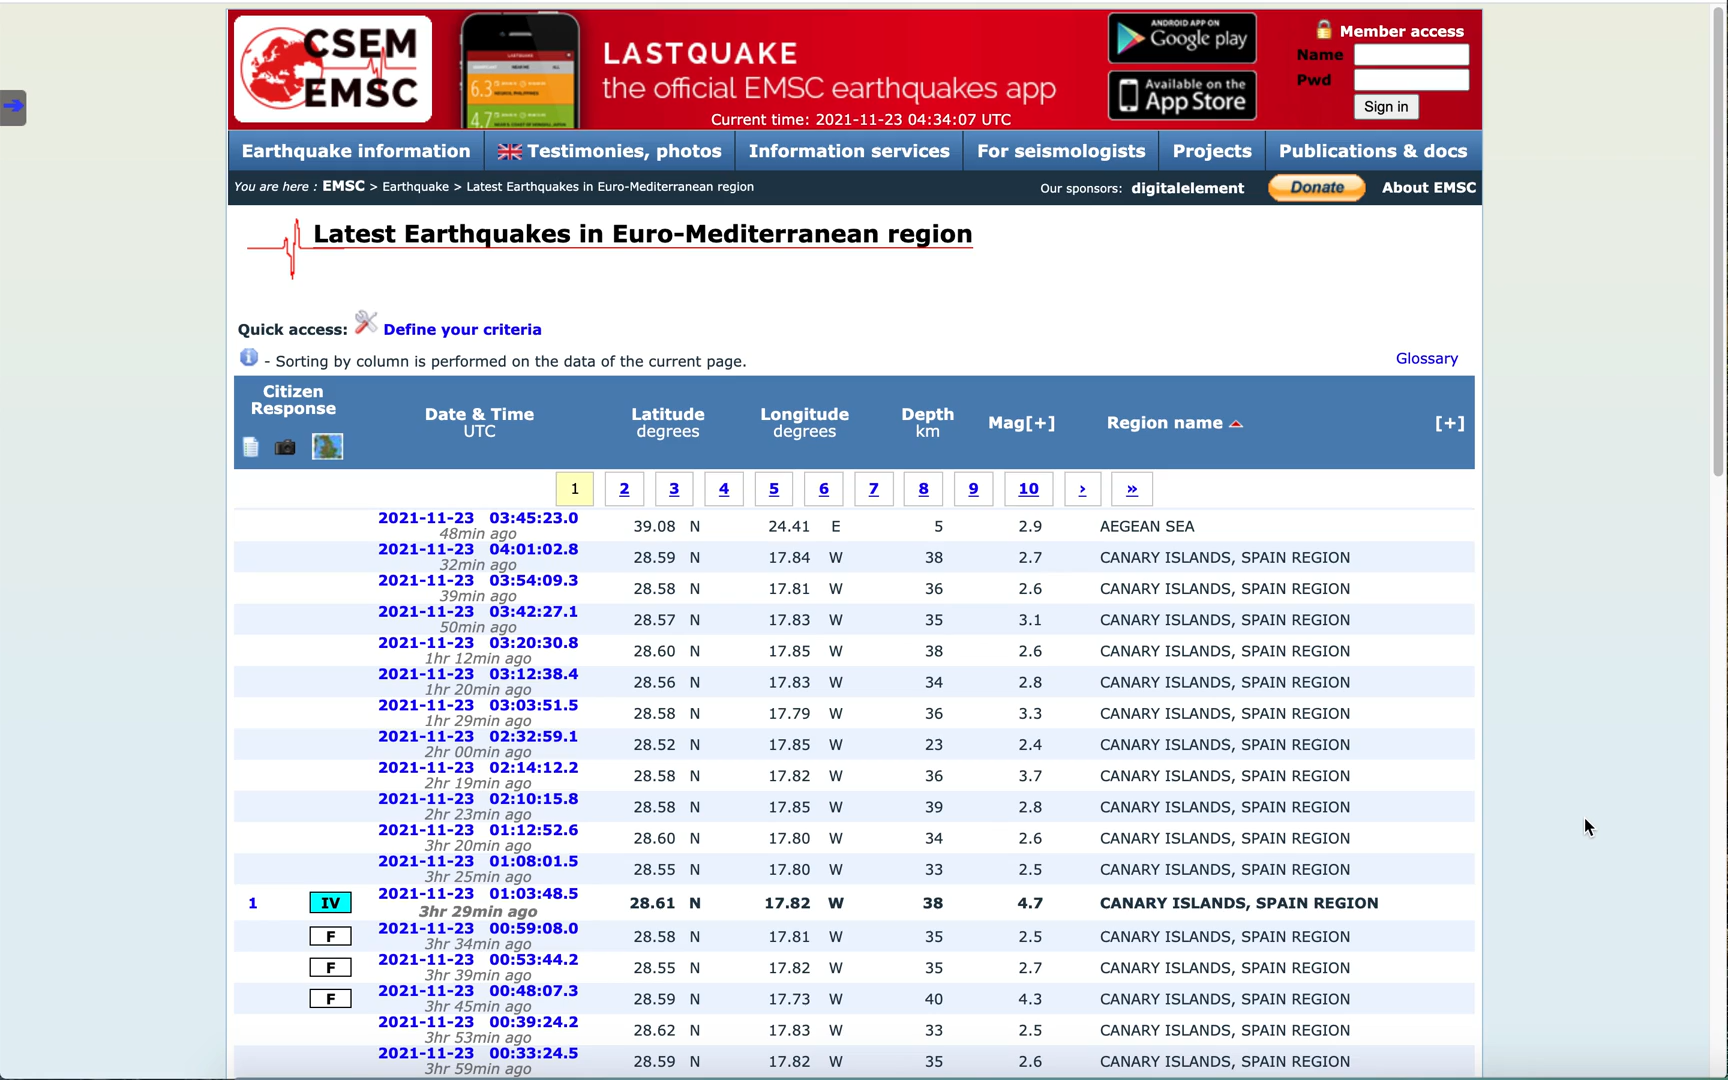 CSEM
EMSC
LASTQUAKE
the official EMSC earthquakes app
Current time: 2021-11-23 04:34:07 UTC
6.3
4.7
ANDROID APP ON
Google play
Available on the
App Store
Member access
Name
Pwd
Sign in
Earthquake information
Testimonies, photos
Information services
For seismologists
Projects
Publications & docs
You are here : EMSC > Earthquake > Latest Earthquakes in Euro-Mediterranean region
Our sponsors: digitalelement
Donate
About EMSC
Latest Earthquakes in Euro-Mediterranean region
Quick access: Define your criteria
- Sorting by column is performed on the data of the current page.
Glossary
Citizen
Response
Date & Time
UTC
Latitude
degrees
Longitude
degrees
Depth
km
Mag[+]
Region name
[+]
1 2 3 4 5 6 7 8 9 10 › »
2021-11-23 03:45:23.0 39.08 N 24.41 E 5 2.9 AEGEAN SEA
48min ago
2021-11-23 04:01:02.8 28.59 N 17.84 W 38 2.7 CANARY ISLANDS, SPAIN REGION
32min ago
2021-11-23 03:54:09.3 28.58 N 17.81 W 36 2.6 CANARY ISLANDS, SPAIN REGION
39min ago
2021-11-23 03:42:27.1 28.57 N 17.83 W 35 3.1 CANARY ISLANDS, SPAIN REGION
50min ago
2021-11-23 03:20:30.8 28.60 N 17.85 W 38 2.6 CANARY ISLANDS, SPAIN REGION
1hr 12min ago
2021-11-23 03:12:38.4 28.56 N 17.83 W 34 2.8 CANARY ISLANDS, SPAIN REGION
1hr 20min ago
2021-11-23 03:03:51.5 28.58 N 17.79 W 36 3.3 CANARY ISLANDS, SPAIN REGION
1hr 29min ago
2021-11-23 02:32:59.1 28.52 N 17.85 W 23 2.4 CANARY ISLANDS, SPAIN REGION
2hr 00min ago
2021-11-23 02:14:12.2 28.58 N 17.82 W 36 3.7 CANARY ISLANDS, SPAIN REGION
2hr 19min ago
2021-11-23 02:10:15.8 28.58 N 17.85 W 39 2.8 CANARY ISLANDS, SPAIN REGION
2hr 23min ago
2021-11-23 01:12:52.6 28.60 N 17.80 W 34 2.6 CANARY ISLANDS, SPAIN REGION
3hr 20min ago
2021-11-23 01:08:01.5 28.55 N 17.80 W 33 2.5 CANARY ISLANDS, SPAIN REGION
3hr 25min ago
1 IV 2021-11-23 01:03:48.5 28.61 N 17.82 W 38 4.7 CANARY ISLANDS, SPAIN REGION
3hr 29min ago
F 2021-11-23 00:59:08.0 28.58 N 17.81 W 35 2.5 CANARY ISLANDS, SPAIN REGION
3hr 34min ago
F 2021-11-23 00:53:44.2 28.55 N 17.82 W 35 2.7 CANARY ISLANDS, SPAIN REGION
3hr 39min ago
F 2021-11-23 00:48:07.3 28.59 N 17.73 W 40 4.3 CANARY ISLANDS, SPAIN REGION
3hr 45min ago
2021-11-23 00:39:24.2 28.62 N 17.83 W 33 2.5 CANARY ISLANDS, SPAIN REGION
3hr 53min ago
2021-11-23 00:33:24.5 28.59 N 17.82 W 35 2.6 CANARY ISLANDS, SPAIN REGION
3hr 59min ago